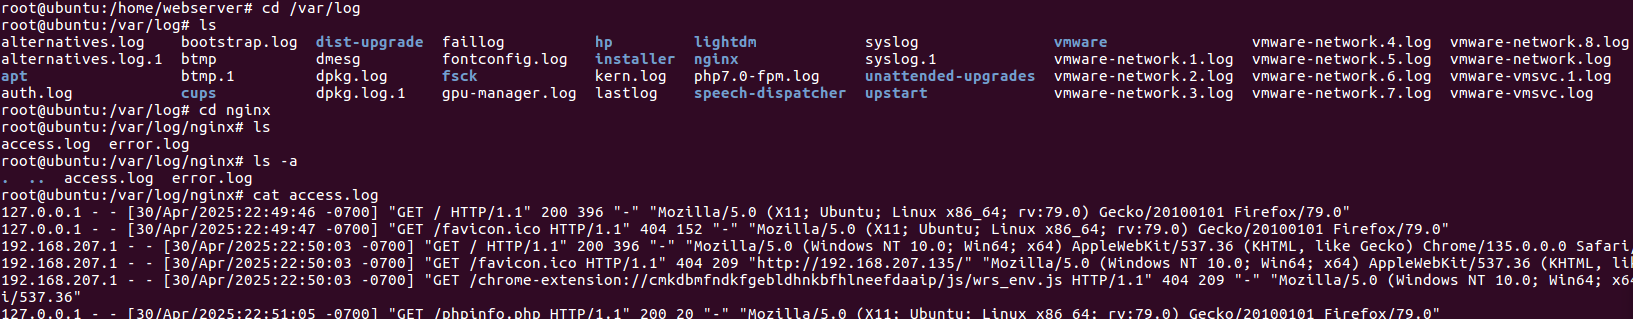 root@ubuntu:/home/webserver# cd /var/log
root@ubuntu:/var/log# ls
alternatives.log    bootstrap.log  dist-upgrade  faillog          hp         lightdm            syslog               vmware                vmware-network.4.log  vmware-network.8.log
alternatives.log.1  btmp           dmesg         fontconfig.log   installer  nginx              syslog.1             vmware-network.1.log  vmware-network.5.log  vmware-network.log
apt                 btmp.1         dpkg.log      fsck             kern.log   php7.0-fpm.log     unattended-upgrades  vmware-network.2.log  vmware-network.6.log  vmware-vmsvc.1.log
auth.log            cups           dpkg.log.1    gpu-manager.log  lastlog    speech-dispatcher  upstart              vmware-network.3.log  vmware-network.7.log  vmware-vmsvc.log
root@ubuntu:/var/log# cd nginx
root@ubuntu:/var/log/nginx# ls
access.log  error.log
root@ubuntu:/var/log/nginx# ls -a
.  ..  access.log  error.log
root@ubuntu:/var/log/nginx# cat access.log
127.0.0.1 - - [30/Apr/2025:22:49:46 -0700] "GET / HTTP/1.1" 200 396 "-" "Mozilla/5.0 (X11; Ubuntu; Linux x86_64; rv:79.0) Gecko/20100101 Firefox/79.0"
127.0.0.1 - - [30/Apr/2025:22:49:47 -0700] "GET /favicon.ico HTTP/1.1" 404 152 "-" "Mozilla/5.0 (X11; Ubuntu; Linux x86_64; rv:79.0) Gecko/20100101 Firefox/79.0"
192.168.207.1 - - [30/Apr/2025:22:50:03 -0700] "GET / HTTP/1.1" 200 396 "-" "Mozilla/5.0 (Windows NT 10.0; Win64; x64) AppleWebKit/537.36 (KHTML, like Gecko) Chrome/135.0.0.0 Safari/
192.168.207.1 - - [30/Apr/2025:22:50:03 -0700] "GET /favicon.ico HTTP/1.1" 404 209 "http://192.168.207.135/" "Mozilla/5.0 (Windows NT 10.0; Win64; x64) AppleWebKit/537.36 (KHTML, li
192.168.207.1 - - [30/Apr/2025:22:50:03 -0700] "GET /chrome-extension://cmkdbmfndkfgebldhnkbfhlneefdaaip/js/wrs_env.js HTTP/1.1" 404 209 "-" "Mozilla/5.0 (Windows NT 10.0; Win64; x6
i/537.36"
127.0.0.1 - - [30/Apr/2025:22:51:05 -0700] "GET /phpinfo.php HTTP/1.1" 200 20 "-" "Mozilla/5.0 (X11; Ubuntu; Linux x86_64; rv:79.0) Gecko/20100101 Firefox/79.0"